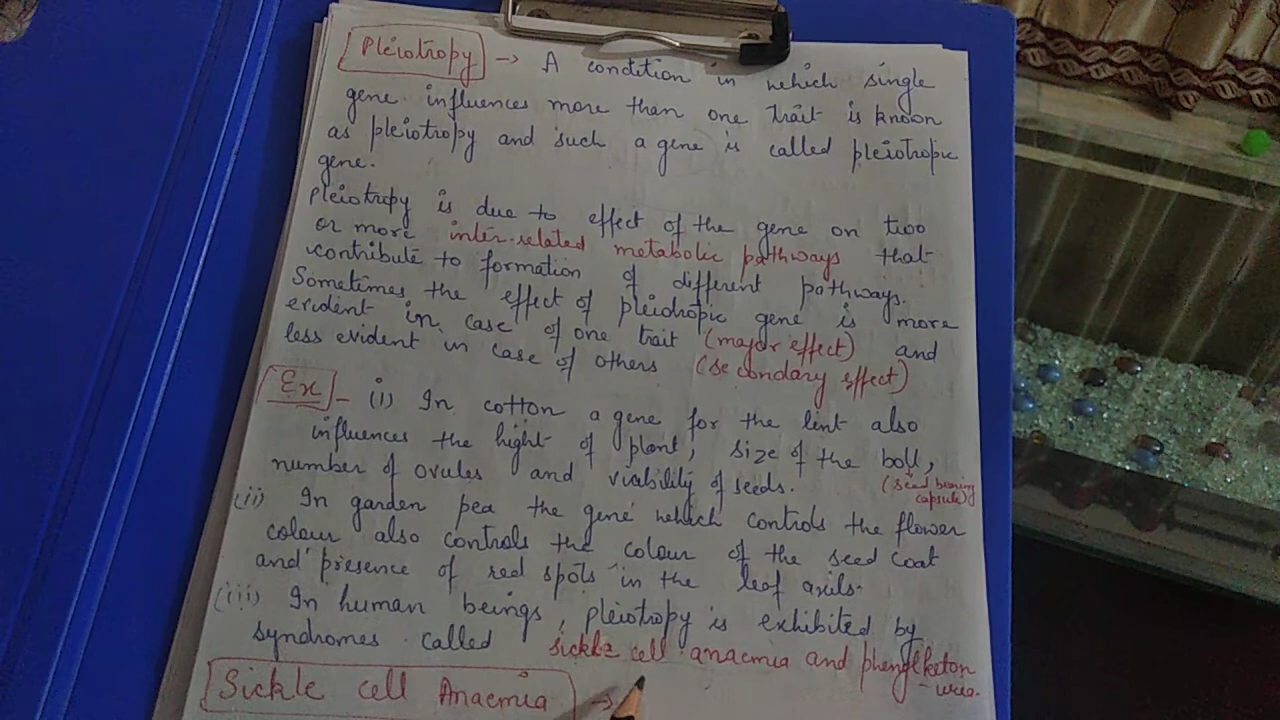 Pleiotropy → A condition in which single
gene influences more than one trait is known
as pleiotropy and such a gene is called pleiotropic
gene.
Pleiotropy is due to effect of the gene on two
or more inter-related metabolic pathways that
contribute to formation of different pathways.
Sometimes the effect of pleiotropic gene is more
evident in case of one trait (major effect) and
less evident in case of others (secondary effect)
Ex - (i) In cotton a gene for the lint also
influences the hight of plant, size of the boll,
number of ovules and viability of seeds. (seed bearing
capsule)
(ii) In garden pea the gene which controls the flower
colour also controls the colour of the seed coat
and presence of red spots in the leaf axils.
(iii) In human beings, pleiotropy is exhibited by
syndromes called sickle cell anaemia and phenylketon
-urea.
Sickle cell Anaemia →